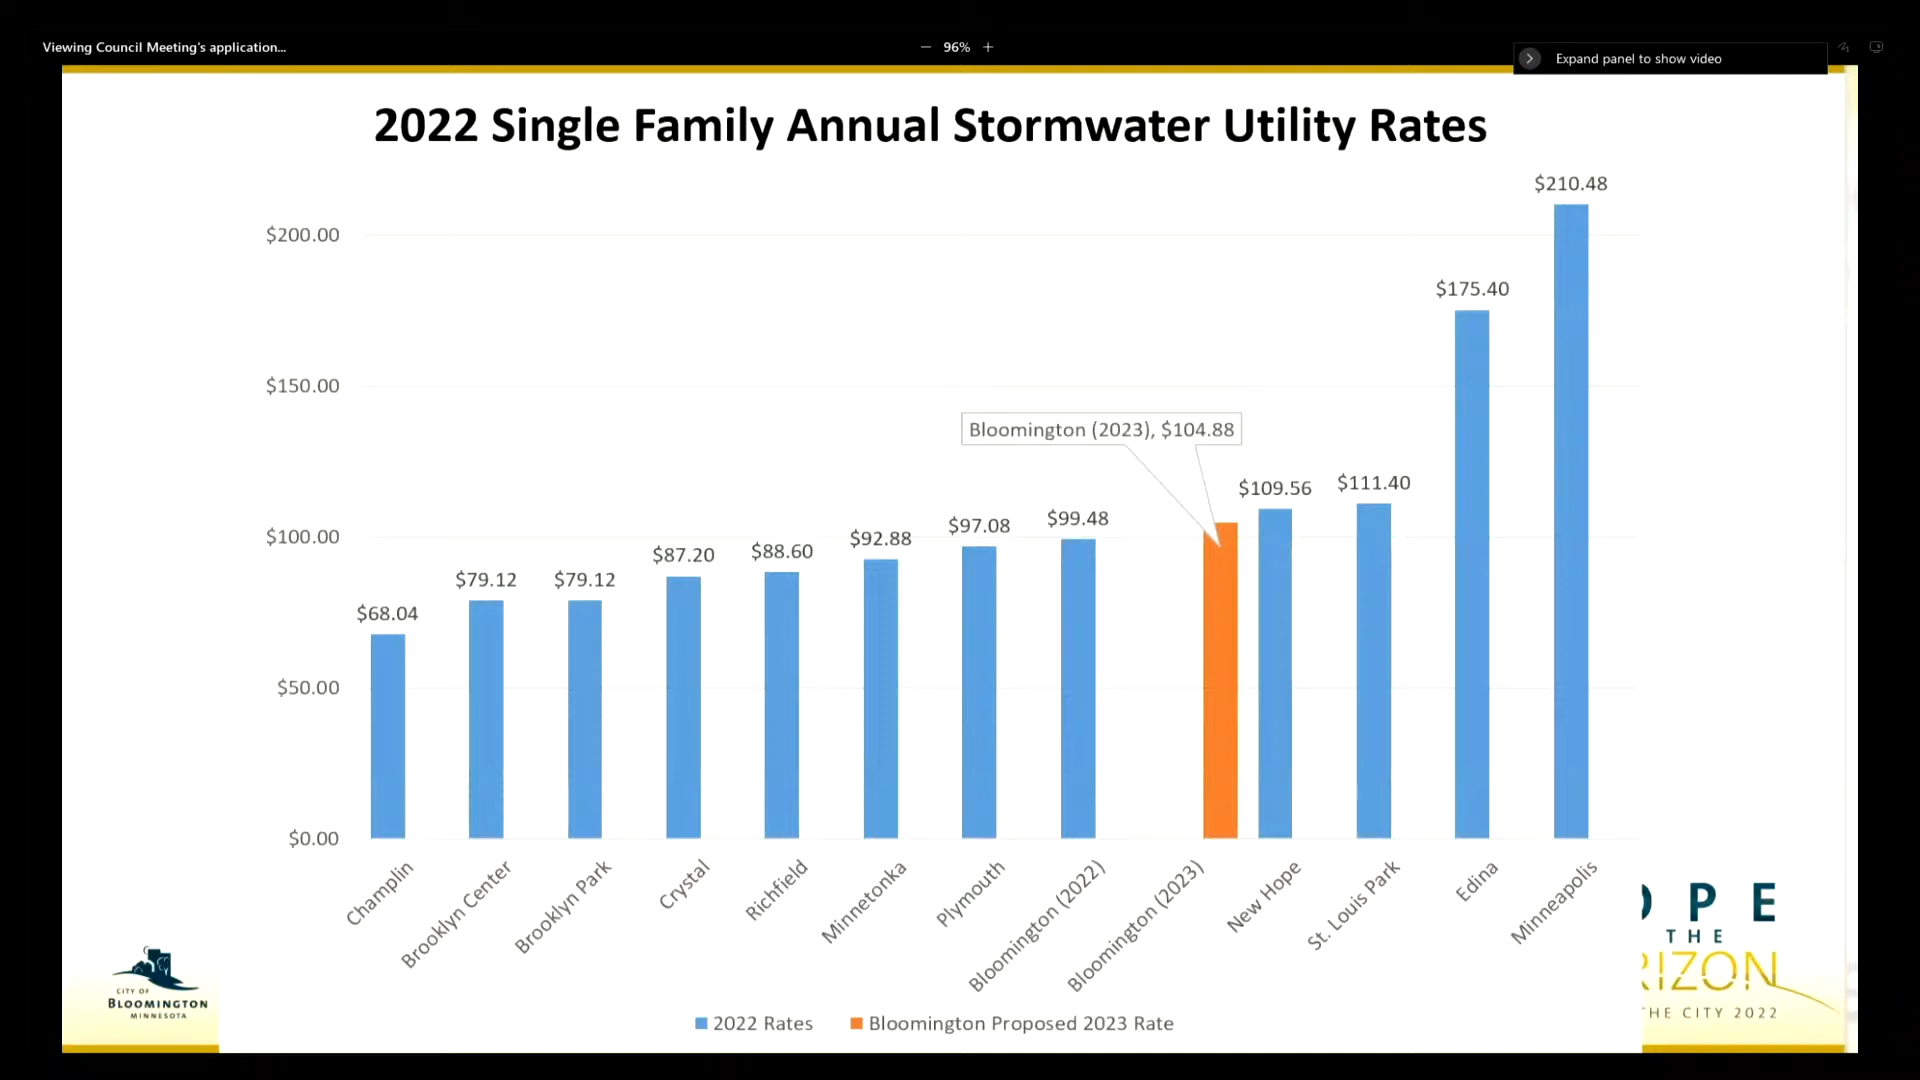 Viewing Council Meeting's application...
96%
Expand panel to show video
2022 Single Family Annual Stormwater Utility Rates
$210.48
$200.00
$175.40
$150.00
Bloomington (2023), $104.88
$109.56
$111.40
$100.00
$99.48
$97.08
$92.88
$88.60
$87.20
$79.12
$79.12
$68.04
$50.00
$0.00
Champlin
Brooklyn Center
Brooklyn Park
Crystal
Richfield
Minnetonka
Plymouth
Bloomington (2022)
Bloomington (2023)
New Hope
St. Louis Park
Edina
Minneapolis
2022 Rates
Bloomington Proposed 2023 Rate
CITY OF
BLOOMINGTON
MINNESOTA
OPE
THE
RIZON
THE CITY 2022